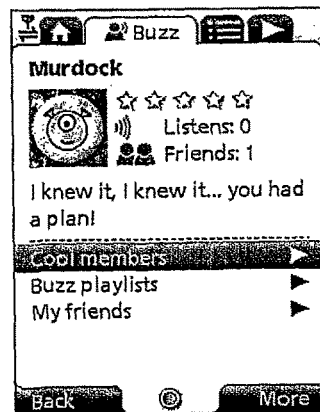 Buzz
Murdock
Listens: 0
Friends: 1
I knew it, I knew it... you had
a plan!
Cool members
Buzz playlists
My friends
Back
More